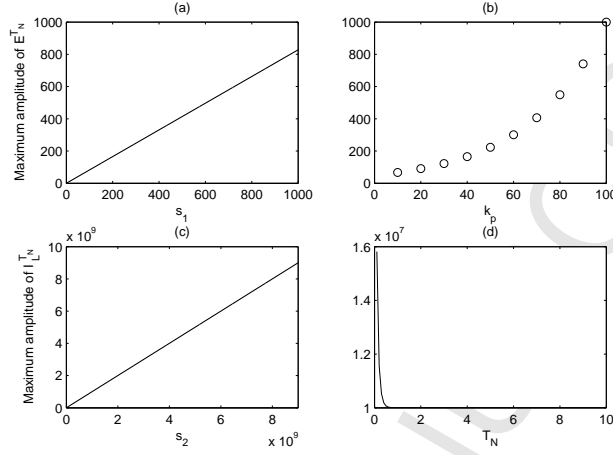 (a)
Maximum amplitude of E^T_N
1000
800
600
400
200
0
0 200 400 600 800 1000
s_1
(b)
1000
800
600
400
200
0
0 20 40 60 80 100
k_p
(c)
x 10^9
Maximum amplitude of I_L^T_N
10
8
6
4
2
0
0 2 4 6 8
s_2
x 10^9
(d)
x 10^7
1.6
1.4
1.2
1
0 2 4 6 8 10
T_N